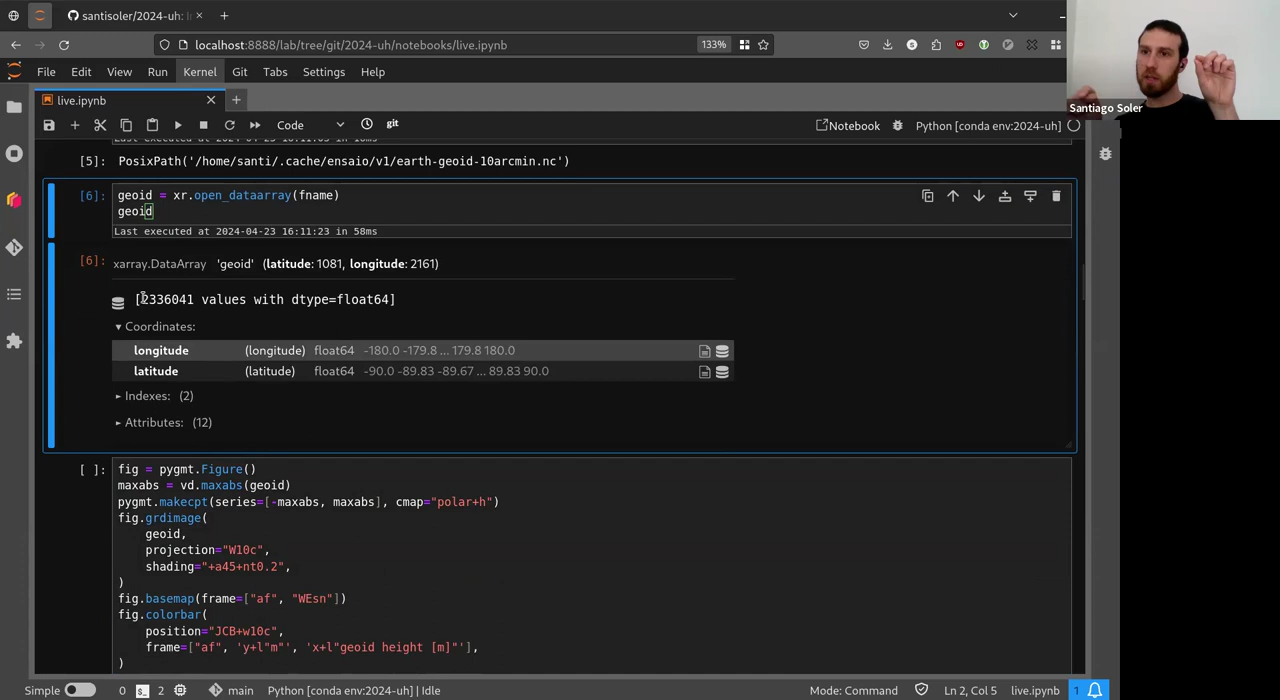 santisoler/2024-uh: l
localhost:8888/lab/tree/git/2024-uh/notebooks/live.ipynb
133%
File Edit View Run Kernel Git Tabs Settings Help
Santiago Soler
live.ipynb
Code
git
Notebook
Python [conda env:2024-uh]
[5]: PosixPath('/home/santi/.cache/ensaio/v1/earth-geoid-10arcmin.nc')
[6]: geoid = xr.open_dataarray(fname)
geoid
Last executed at 2024-04-23 16:11:23 in 58ms
[6]: xarray.DataArray 'geoid' (latitude: 1081, longitude: 2161)
[2336041 values with dtype=float64]
Coordinates:
longitude (longitude) float64 -180.0 -179.8 ... 179.8 180.0
latitude (latitude) float64 -90.0 -89.83 -89.67 ... 89.83 90.0
Indexes: (2)
Attributes: (12)
[ ]: fig = pygmt.Figure()
maxabs = vd.maxabs(geoid)
pygmt.makecpt(series=[-maxabs, maxabs], cmap="polar+h")
fig.grdimage(
geoid,
projection="W10c",
shading="+a45+nt0.2",
)
fig.basemap(frame=["af", "WEsn"])
fig.colorbar(
position="JCB+w10c",
frame=["af", 'y+l"m"', 'x+l"geoid height [m]"'],
)
Simple 0 2 main Python [conda env:2024-uh] | Idle Mode: Command Ln 2, Col 5 live.ipynb 1